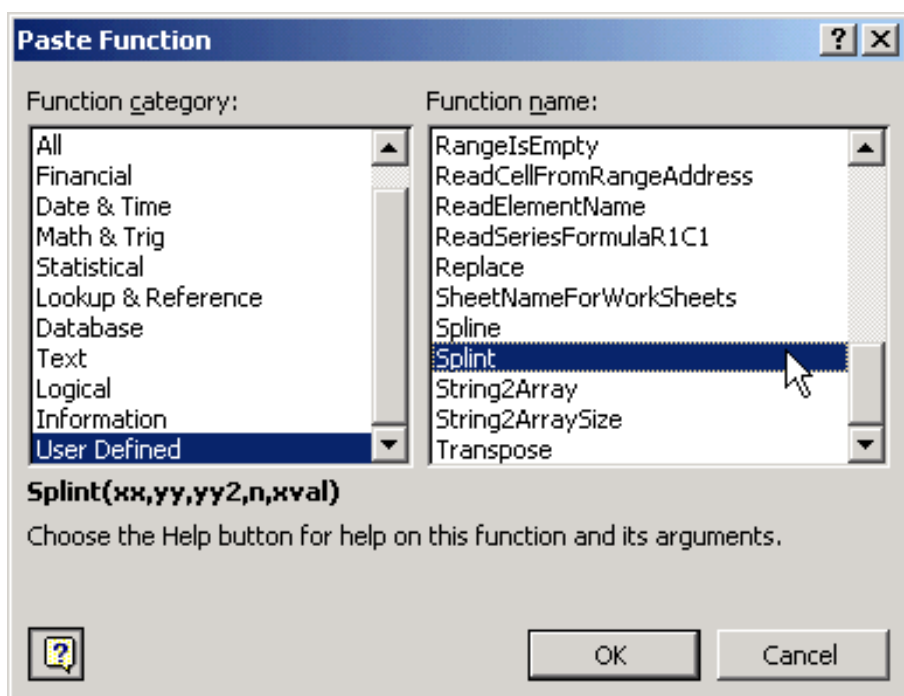 Paste Function
Function category:
All
Financial
Date & Time
Math & Trig
Statistical
Lookup & Reference
Database
Text
Logical
Information
User Defined
Function name:
RangeIsEmpty
ReadCellFromRangeAddress
ReadElementName
ReadSeriesFormulaR1C1
Replace
SheetNameForWorkSheets
Spline
Splint
String2Array
String2ArraySize
Transpose
Splint(xx,yy,yy2,n,xval)
Choose the Help button for help on this function and its arguments.
OK
Cancel